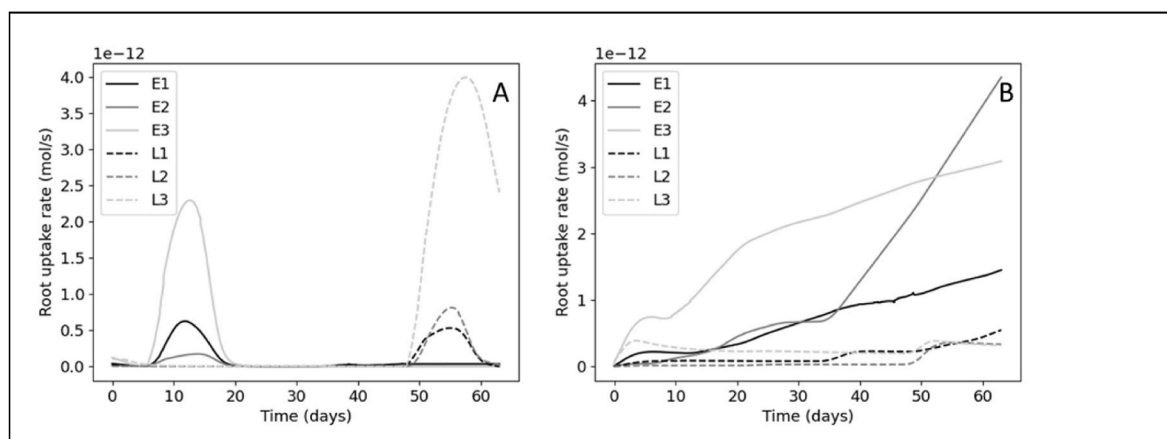 1e−12
A
E1
E2
E3
L1
L2
L3
Root uptake rate (mol/s)
4.0
3.5
3.0
2.5
2.0
1.5
1.0
0.5
0.0
0 10 20 30 40 50 60
Time (days)
1e−12
B
E1
E2
E3
L1
L2
L3
Root uptake rate (mol/s)
4
3
2
1
0
0 10 20 30 40 50 60
Time (days)